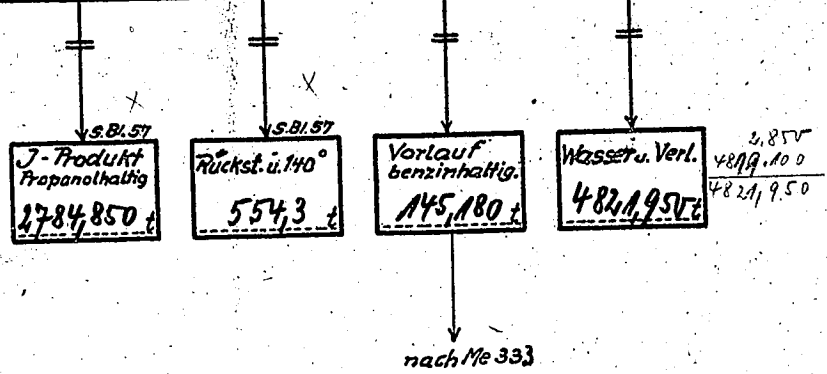 s.Bl.57
J-Produkt
Propanolhaltig
2784,850 t
s.Bl.57
Rückst. ü. 140°
554,3 t
Vorlauf
benzinhaltig.
145,180 t
Wasser u. Verl.
4821,950 t
2,850
4819,100
4821,950
nach Me 333